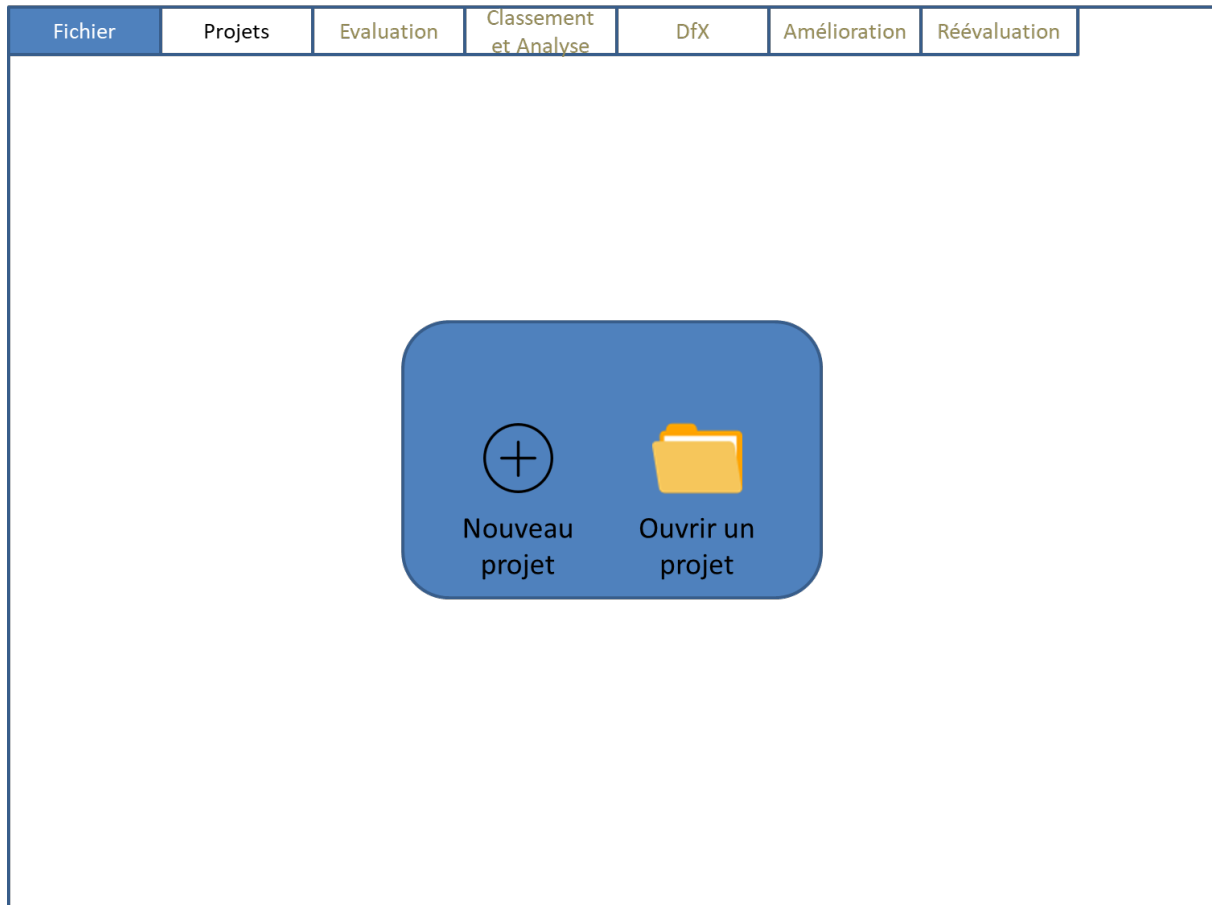 Fichier
Projets
Evaluation
Classement
et Analyse
DfX
Amélioration
Réévaluation
Nouveau
projet
Ouvrir un
projet